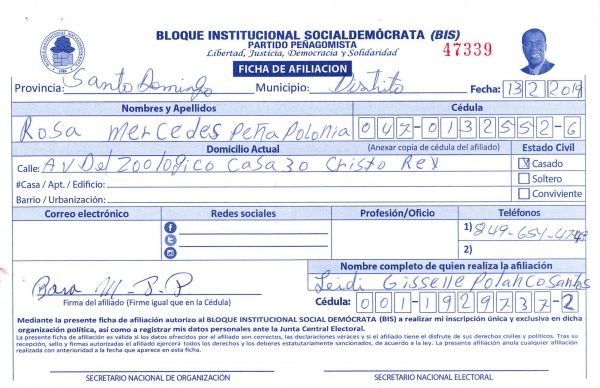 BLOQUE INSTITUCIONAL SOCIALDEMÓCRATA (BIS)
PARTIDO PEÑAGOMISTA
Libertad, Justicia, Democracia y Solidaridad
47339
FICHA DE AFILIACION
Provincia: Santo Domingo Municipio: Distrito Fecha: 13 2 2019
Nombres y Apellidos Cédula
Rosa Mercedes Peña Polonia 047-0132552-6
Domicilio Actual (Anexar copia de cédula del afiliado) Estado Civil
Calle: AV Del Zoologico Casa 30 Cristo Rey Casado
#Casa / Apt. / Edificio: Soltero
Barrio / Urbanización: Conviviente
Correo electrónico Redes sociales Profesión/Oficio Teléfonos
1) 849-654-4749
2)
Nombre completo de quien realiza la afiliación
Rosa M-P-P Leidi Gisselle Polanco Santos
Firma del afiliado (Firme igual que en la Cédula) Cédula: 001-1929737-2
Mediante la presente ficha de afiliación autorizo al BLOQUE INSTITUCIONAL SOCIAL DEMÓCRATA (BIS) a realizar mi inscripción única y exclusiva en dicha
organización política, así como a registrar mis datos personales ante la Junta Central Electoral.
La presente ficha de afiliación es válida si los datos ofrecidos por el afiliado son correctos, las declaraciones veraces y si el afiliado tiene el disfrute de sus derechos civiles y políticos. Tras su
recepción, sello y firmas autorizadas el afiliado ejercerá todos los derechos y los deberes estatutariamente sancionados, de acuerdo a la ley. La presente afiliación anula cualquier afiliación
realizada con anterioridad a la fecha que aparece en esta ficha.
SECRETARIO NACIONAL DE ORGANIZACIÓN SECRETARIO NACIONAL ELECTORAL